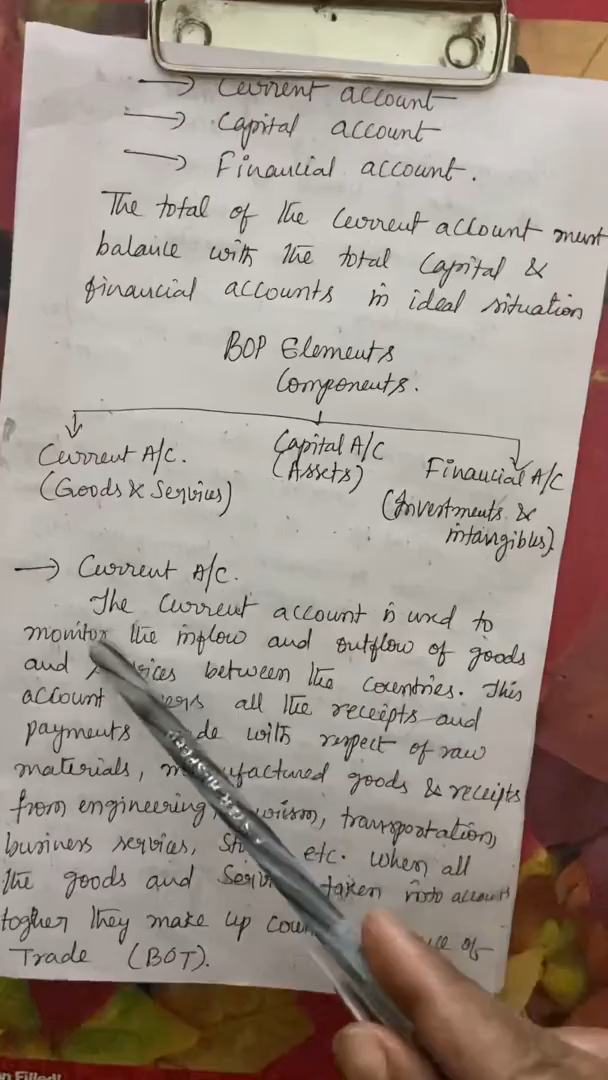 → Current account
→ Capital account
→ Financial account.
The total of the current account must
balance with the total capital &
financial accounts in ideal situation
BOP Elements
Components.
Current A/C.
(Goods & Services)
Capital A/C
(Assets)
Financial A/C
(Investments &
intangibles)
→ Current A/C.
The current account is used to
monitor the inflow and outflow of goods
and services between the countries. This
account all the receipts and
payments with respect of raw
materials, manufactured goods & receipts
from engineering, tourism, transportation,
business services, etc. when all
the goods and taken into account
togher they make up of
Trade (BOT).